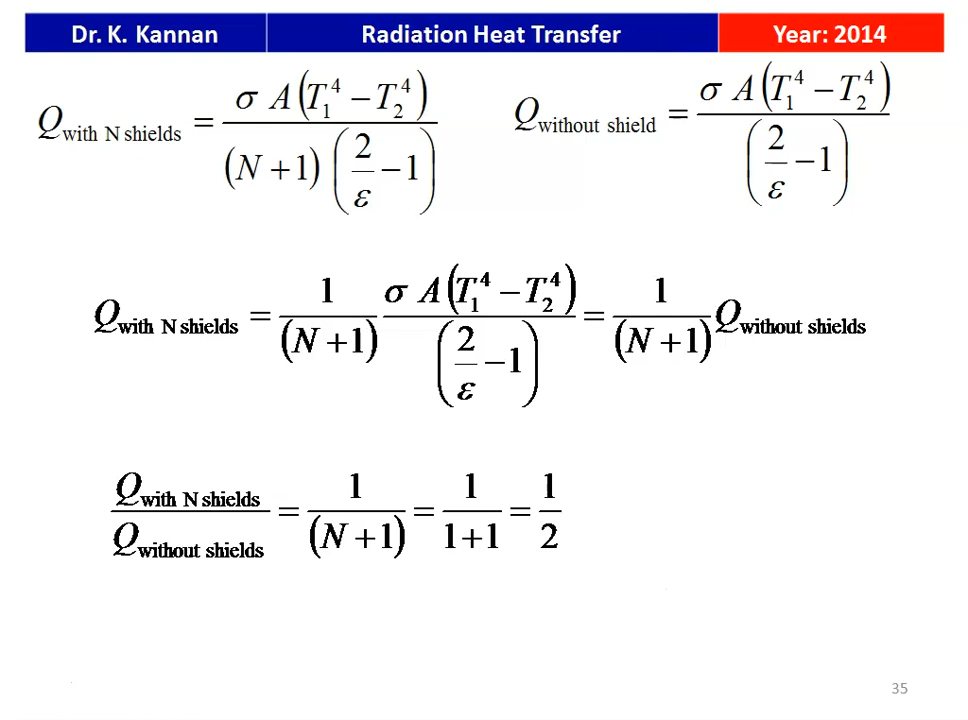 Dr. K. Kannan Radiation Heat Transfer Year: 2014
Q_with N shields = σ A (T_1^4 − T_2^4) / ((N + 1) (2/ε − 1)) Q_without shield = σ A (T_1^4 − T_2^4) / (2/ε − 1)
Q_with N shields = 1/(N + 1) σ A (T_1^4 − T_2^4) / (2/ε − 1) = 1/(N + 1) Q_without shields
Q_with N shields / Q_without shields = 1/(N + 1) = 1/(1+1) = 1/2
35